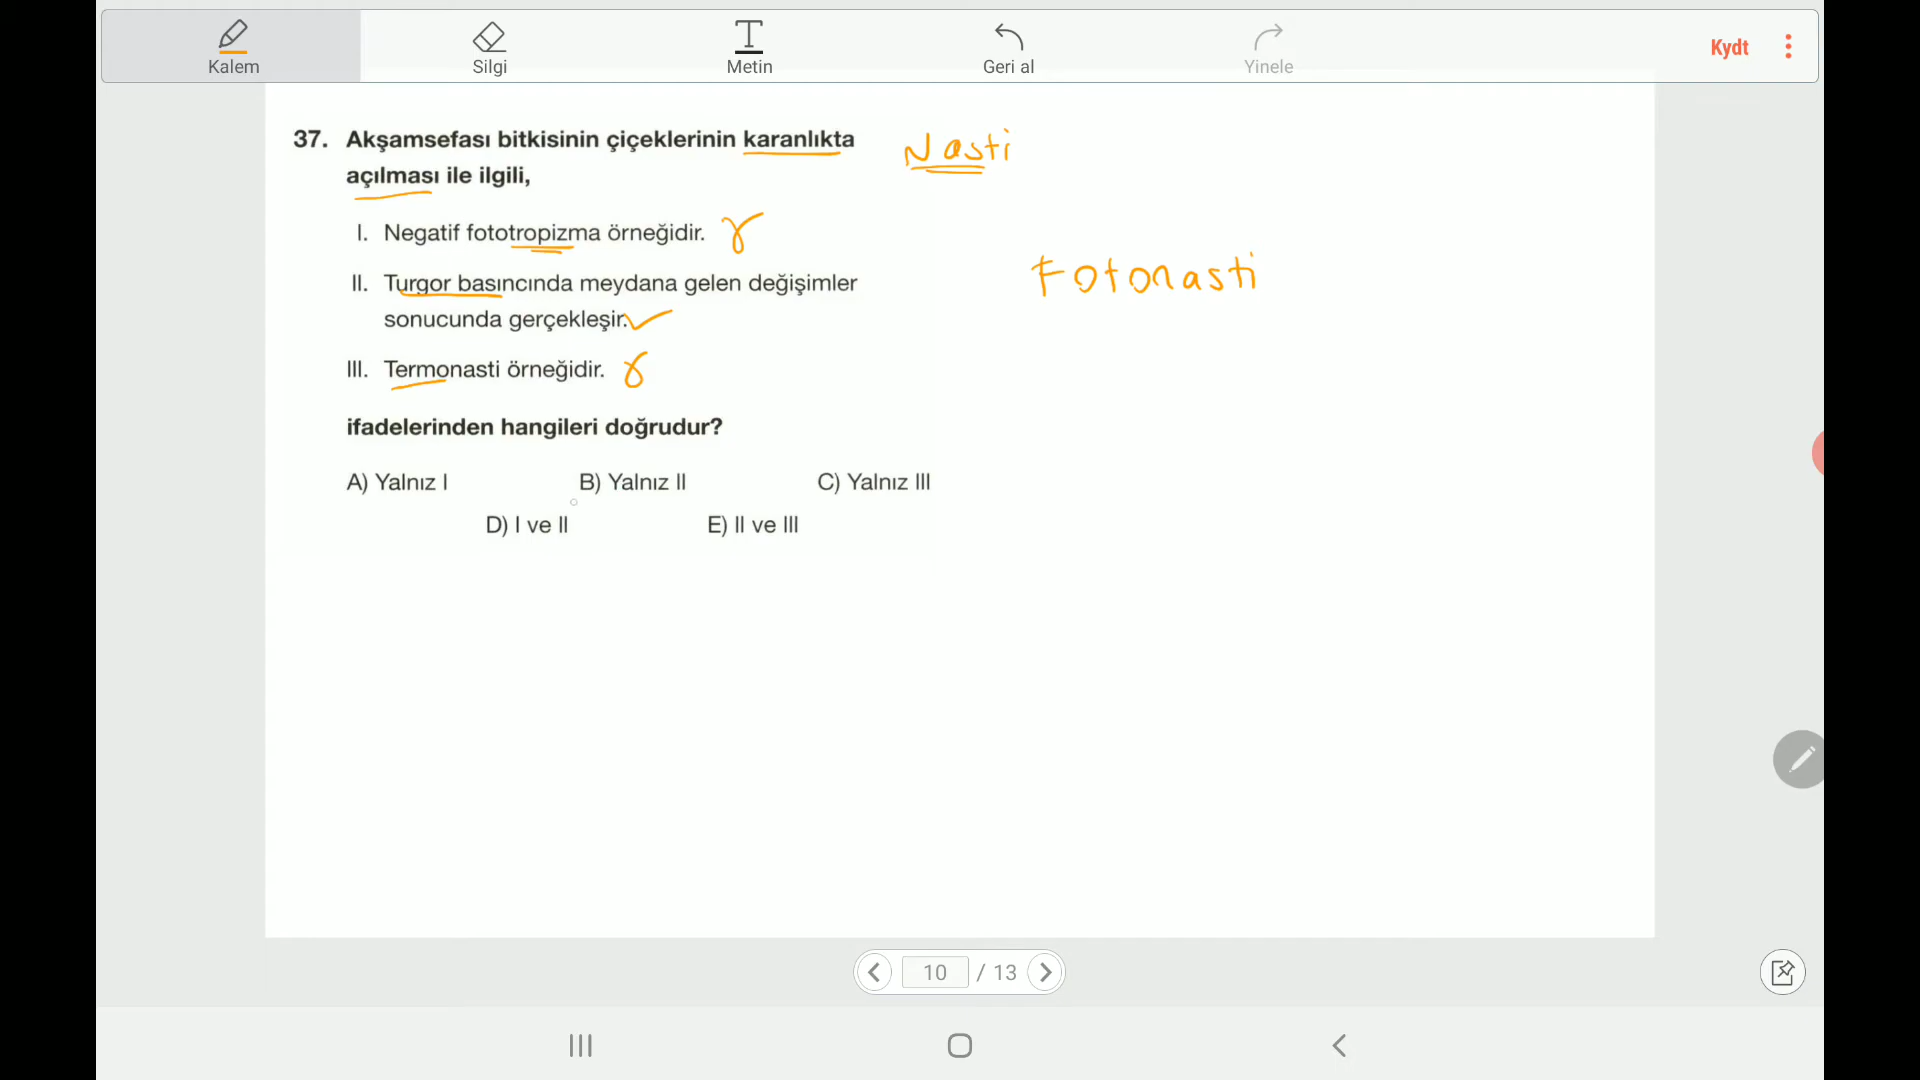 Kalem
Silgi
Metin
Geri al
Yinele
Kydt
37. Akşamsefası bitkisinin çiçeklerinin karanlıkta
açılması ile ilgili,
Nasti
I. Negatif fototropizma örneğidir.
II. Turgor basıncında meydana gelen değişimler
sonucunda gerçekleşir.
Fotonasti
III. Termonasti örneğidir.
ifadelerinden hangileri doğrudur?
A) Yalnız I B) Yalnız II C) Yalnız III
D) I ve II E) II ve III
10 / 13